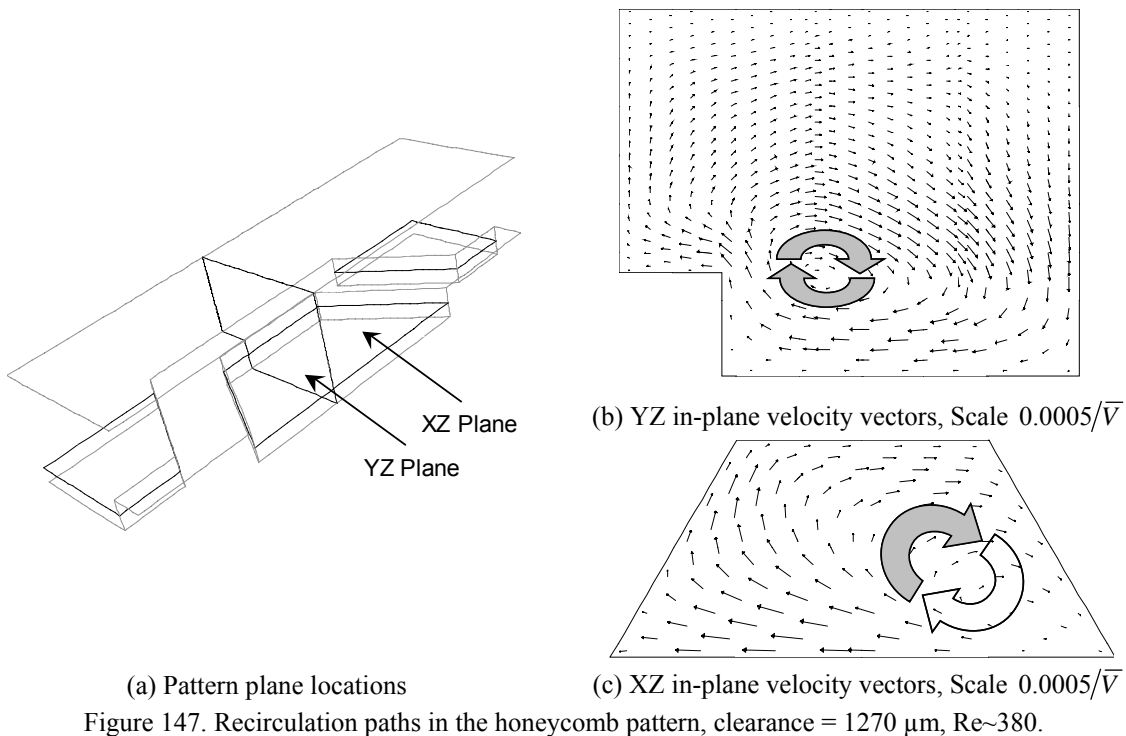 XZ Plane
YZ Plane
(a) Pattern plane locations
(b) YZ in-plane velocity vectors, Scale 0.0005/V̅
(c) XZ in-plane velocity vectors, Scale 0.0005/V̅
Figure 147. Recirculation paths in the honeycomb pattern, clearance = 1270 µm, Re~380.